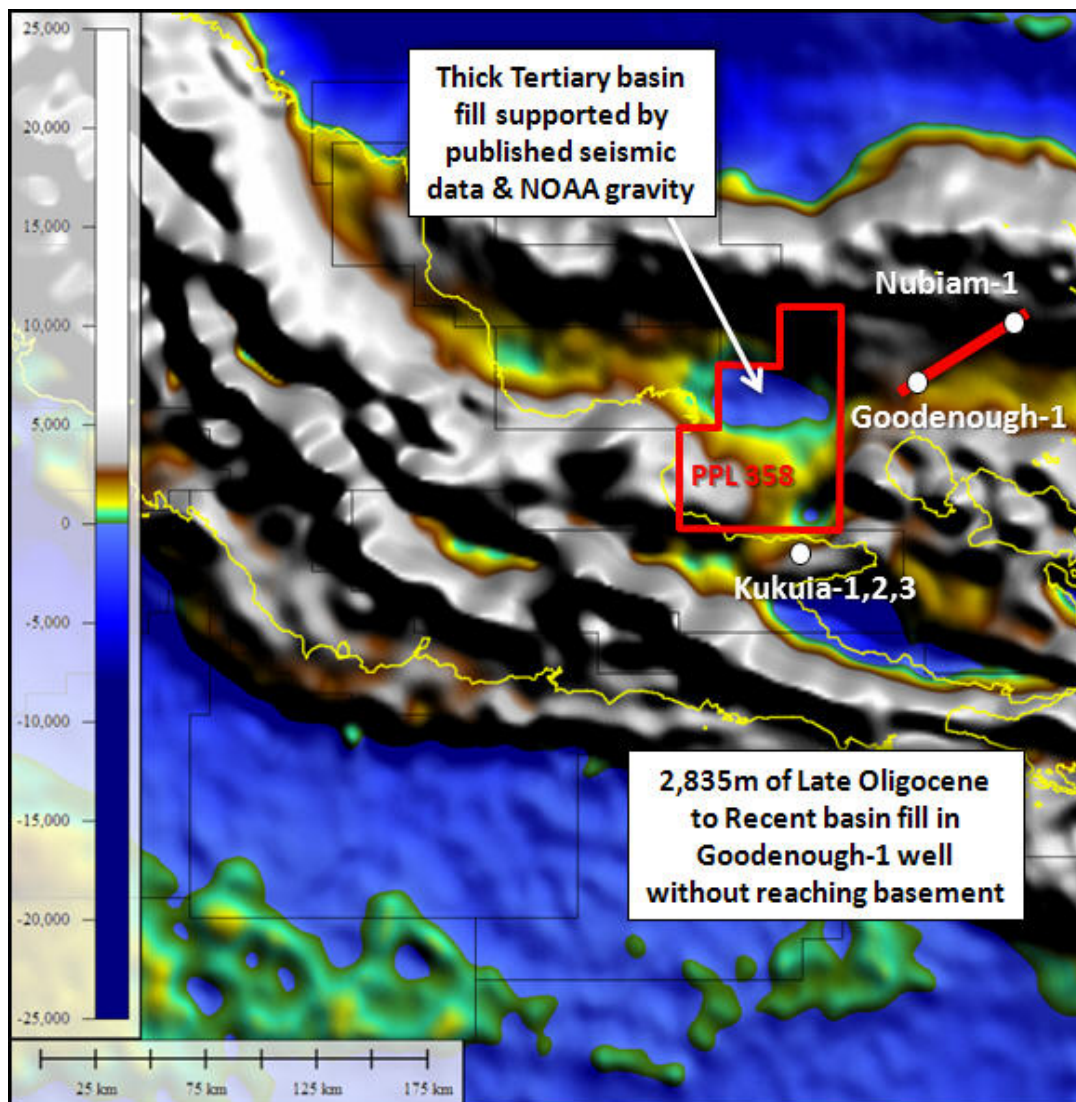 25,000
20,000
15,000
10,000
5,000
0
-5,000
-10,000
-15,000
-20,000
-25,000
Thick Tertiary basin
fill supported by
published seismic
data & NOAA gravity
Nubiam-1
Goodenough-1
PPL 358
Kukuia-1,2,3
2,835m of Late Oligocene
to Recent basin fill in
Goodenough-1 well
without reaching basement
25 km 75 km 125 km 175 km